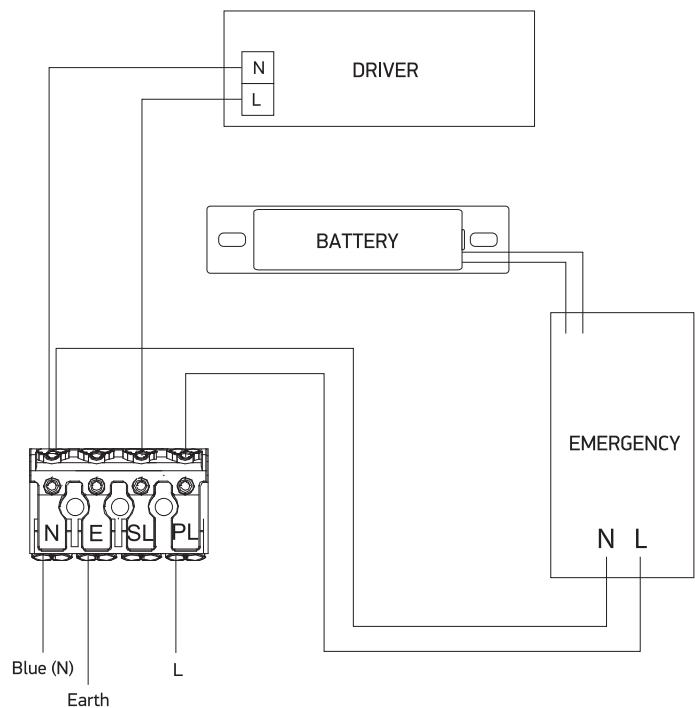 N
DRIVER
L
BATTERY
EMERGENCY
N E SL PL
N L
Blue (N)
L
Earth